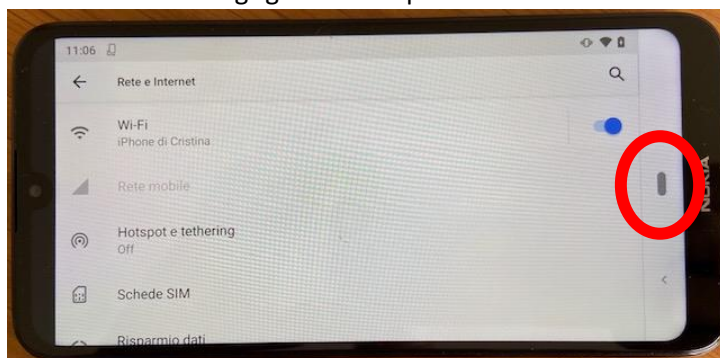 11:06
Rete e Internet
Wi-Fi
iPhone di Cristina
Rete mobile
Hotspot e tethering
Off
Schede SIM
Risparmio dati
NOKIA